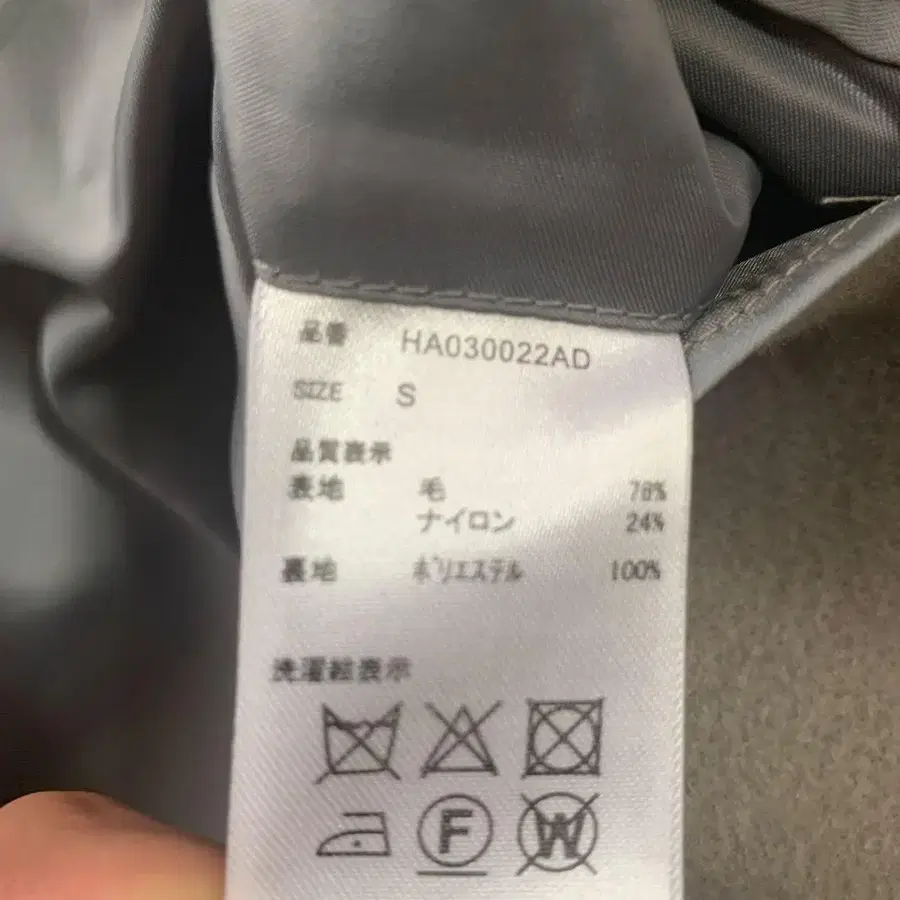 品番 HA030022AD
SIZE S
品質表示
表地 毛 78%
ナイロン 24%
裏地 ポリエステル 100%
洗濯絵表示
F W